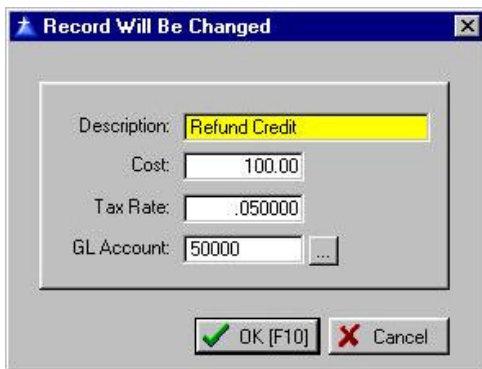 Record Will Be Changed
Description: Refund Credit
Cost: 100.00
Tax Rate: .050000
GL Account: 50000 ...
OK [F10] Cancel